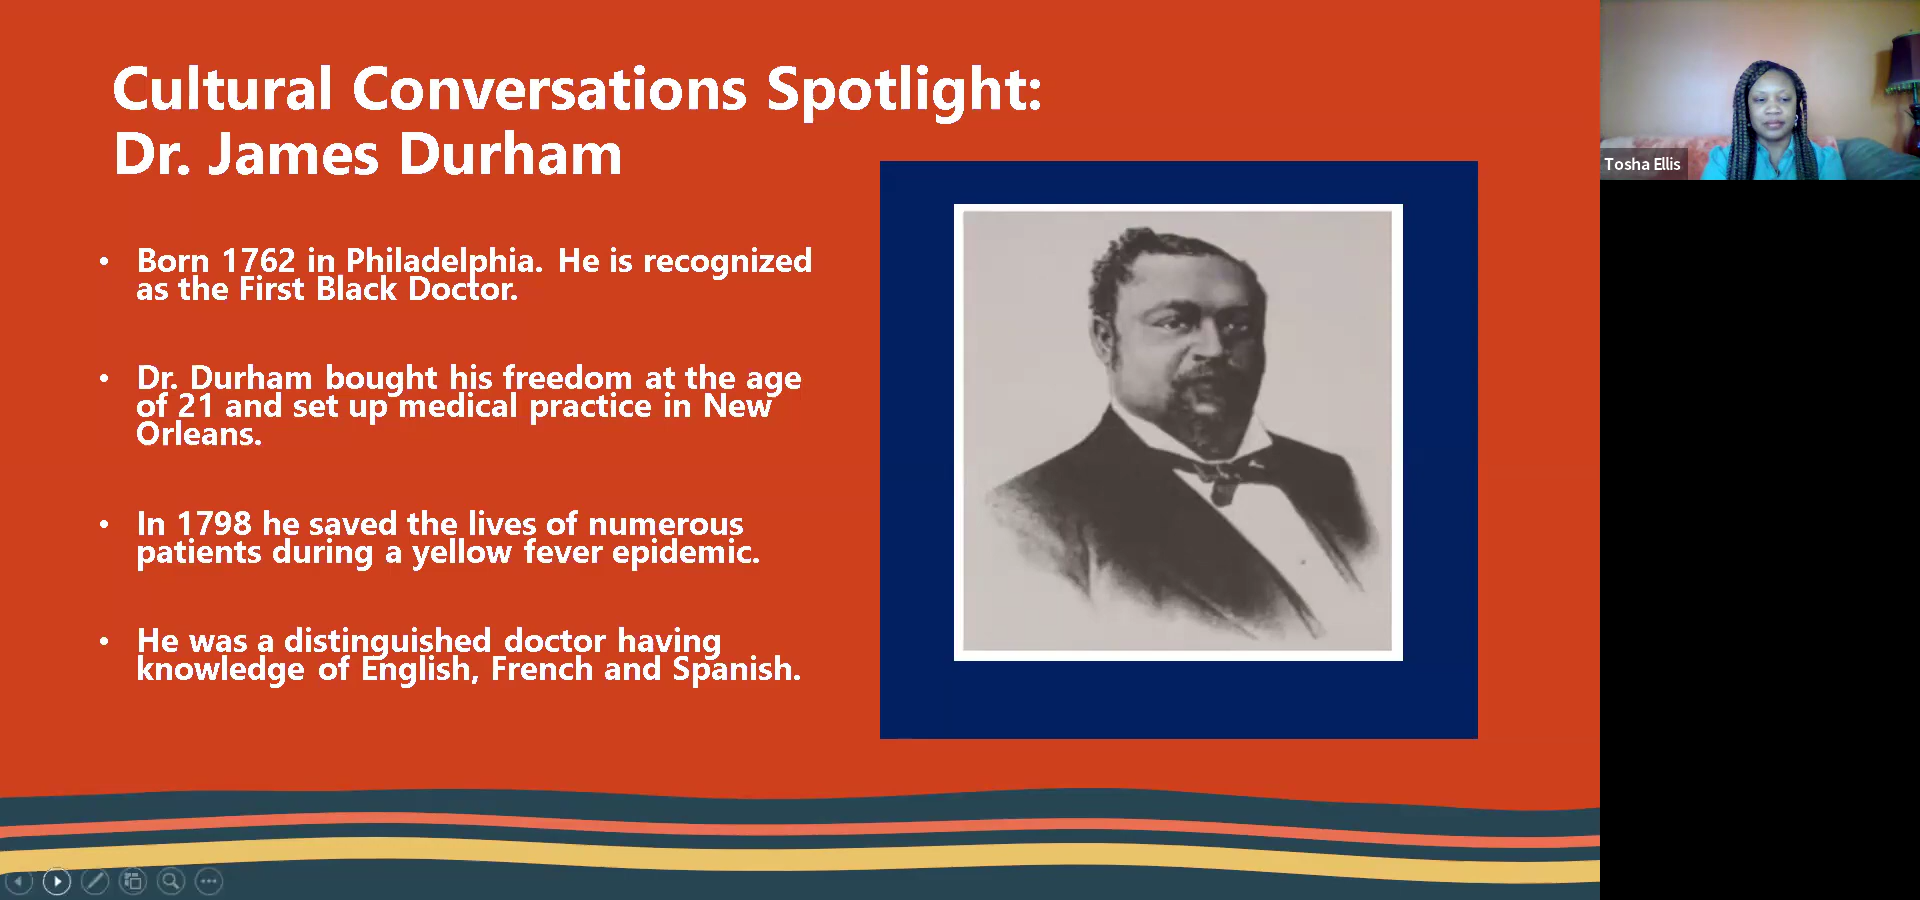 Cultural Conversations Spotlight:
Dr. James Durham
• Born 1762 in Philadelphia. He is recognized
as the First Black Doctor.
• Dr. Durham bought his freedom at the age
of 21 and set up medical practice in New
Orleans.
• In 1798 he saved the lives of numerous
patients during a yellow fever epidemic.
• He was a distinguished doctor having
knowledge of English, French and Spanish.
Tosha Ellis